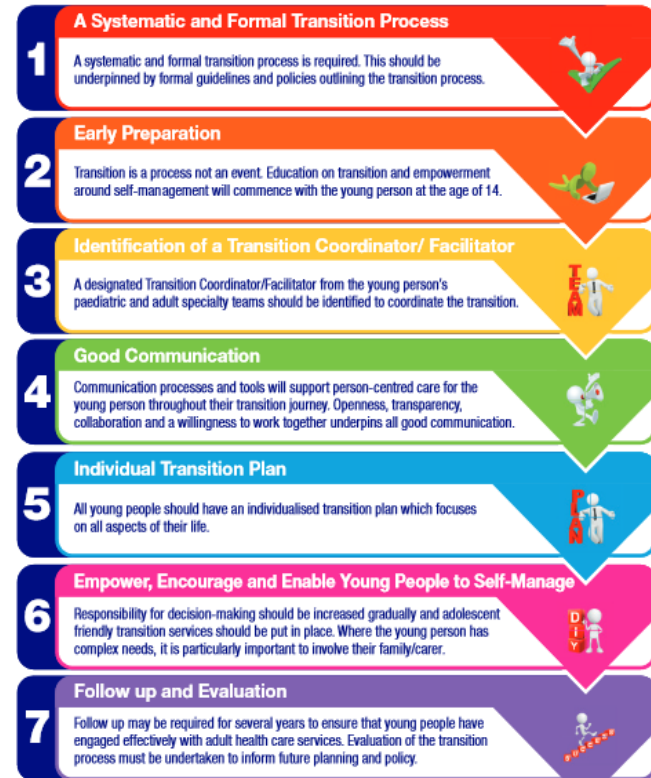 1
A Systematic and Formal Transition Process
A systematic and formal transition process is required. This should be
underpinned by formal guidelines and policies outlining the transition process.
2
Early Preparation
Transition is a process not an event. Education on transition and empowerment
around self-management will commence with the young person at the age of 14.
3
Identification of a Transition Coordinator/ Facilitator
A designated Transition Coordinator/Facilitator from the young person's
paediatric and adult specialty teams should be identified to coordinate the transition.
TEAM
4
Good Communication
Communication processes and tools will support person-centred care for the
young person throughout their transition journey. Openness, transparency,
collaboration and a willingness to work together underpins all good communication.
5
Individual Transition Plan
All young people should have an individualised transition plan which focuses
on all aspects of their life.
PLAN
6
Empower, Encourage and Enable Young People to Self-Manage
Responsibility for decision-making should be increased gradually and adolescent
friendly transition services should be put in place. Where the young person has
complex needs, it is particularly important to involve their family/carer.
DiY
7
Follow up and Evaluation
Follow up may be required for several years to ensure that young people have
engaged effectively with adult health care services. Evaluation of the transition
process must be undertaken to inform future planning and policy.
SUCCESS